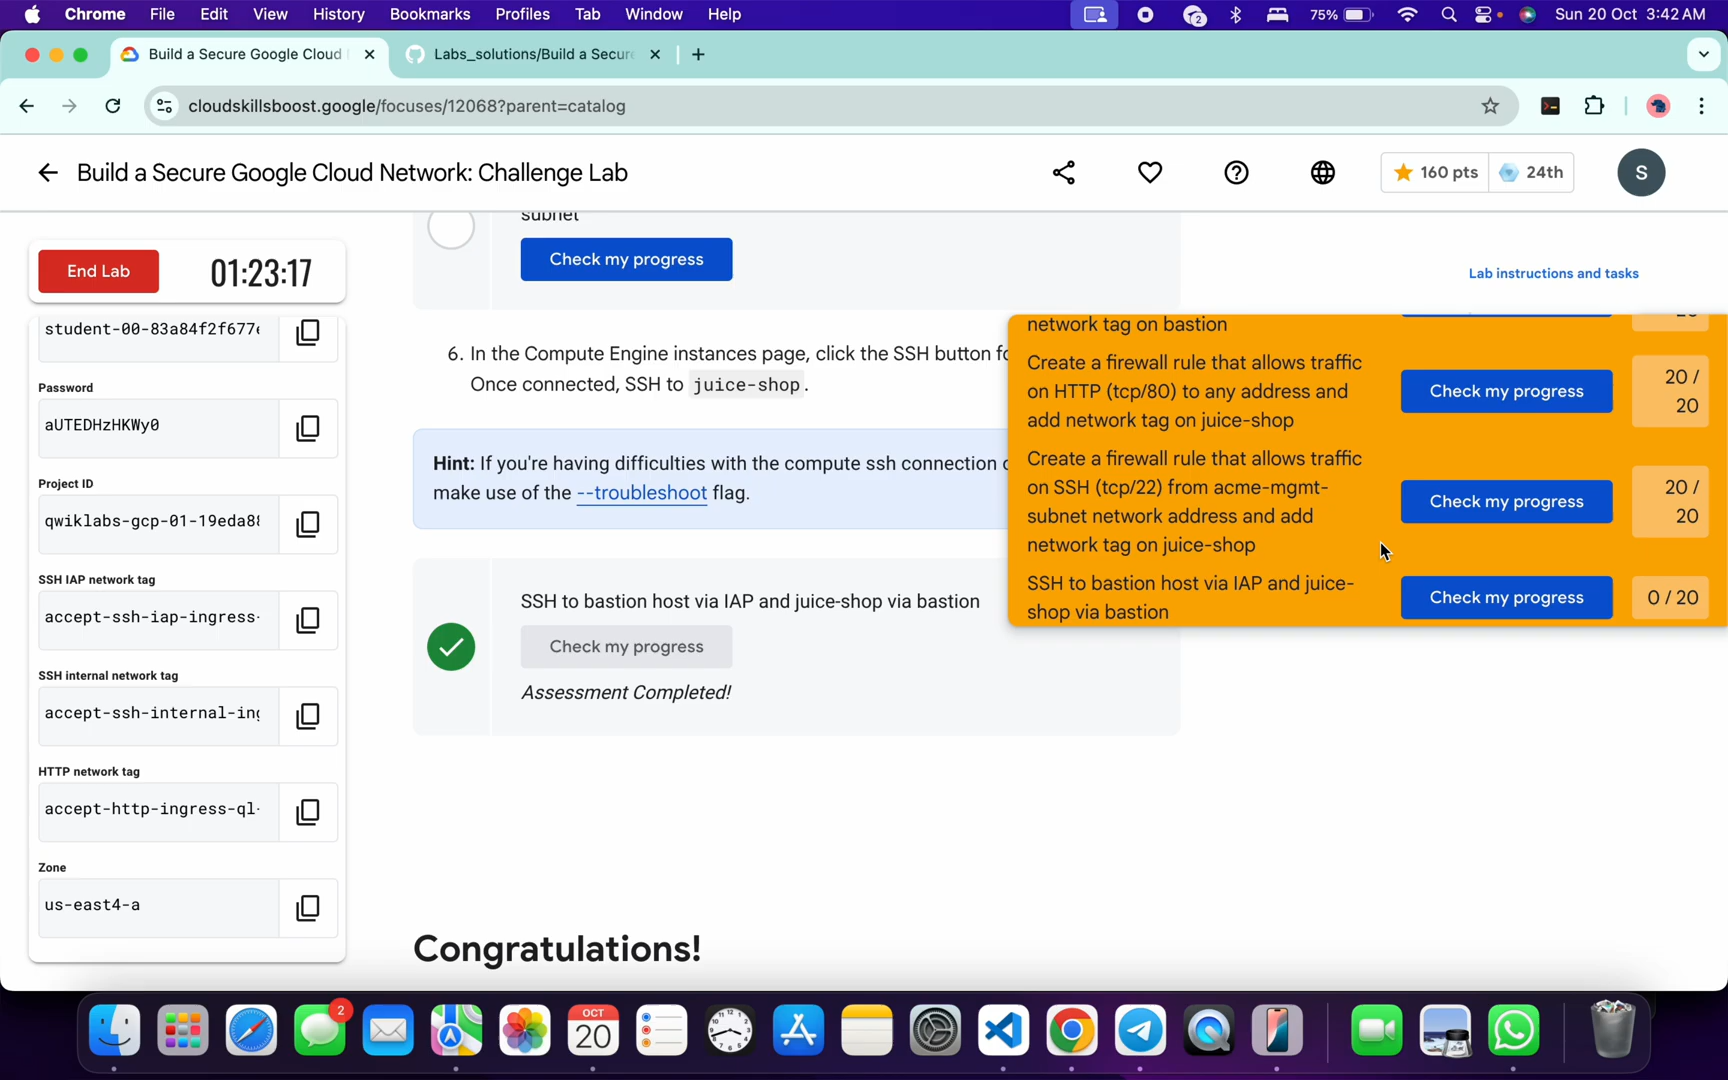 Chrome File Edit View History Bookmarks Profiles Tab Window Help 2 75% Sun 20 Oct 3:42 AM
Build a Secure Google Cloud
Labs_solutions/Build a Secure
cloudskillsboost.google/focuses/12068?parent=catalog
Build a Secure Google Cloud Network: Challenge Lab
160 pts 24th
S
End Lab
01:23:17
student-00-83a84f2f677e
Password
aUTEDHzHKWy0
Project ID
qwiklabs-gcp-01-19eda88
SSH IAP network tag
accept-ssh-iap-ingress-
SSH internal network tag
accept-ssh-internal-ing
HTTP network tag
accept-http-ingress-ql-
Zone
us-east4-a
subnet
Check my progress
6. In the Compute Engine instances page, click the SSH button fo
Once connected, SSH to juice-shop.
Hint: If you're having difficulties with the compute ssh connection
make use of the --troubleshoot flag.
SSH to bastion host via IAP and juice-shop via bastion
Check my progress
Assessment Completed!
Congratulations!
Lab instructions and tasks
network tag on bastion
Create a firewall rule that allows traffic
on HTTP (tcp/80) to any address and
add network tag on juice-shop
Check my progress
20 /
20
Create a firewall rule that allows traffic
on SSH (tcp/22) from acme-mgmt-
subnet network address and add
network tag on juice-shop
Check my progress
20 /
20
SSH to bastion host via IAP and juice-
shop via bastion
Check my progress
0 / 20
2
OCT
20